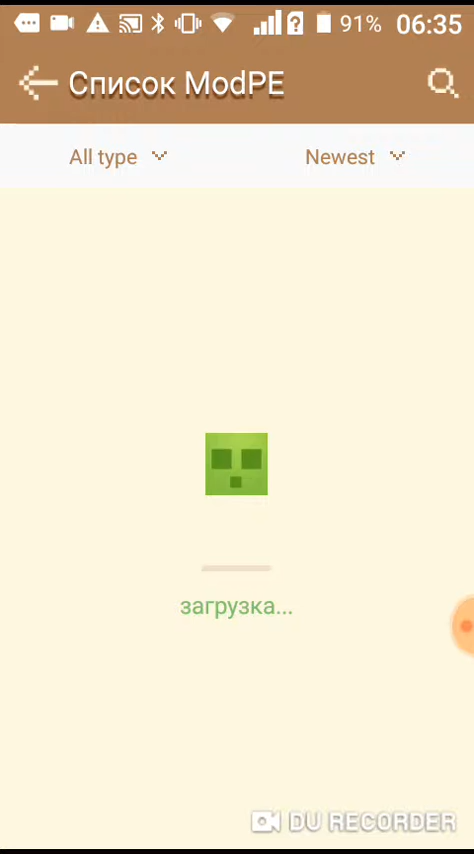 91% 06:35
Список ModPE
All type Newest
загрузка...
DU RECORDER